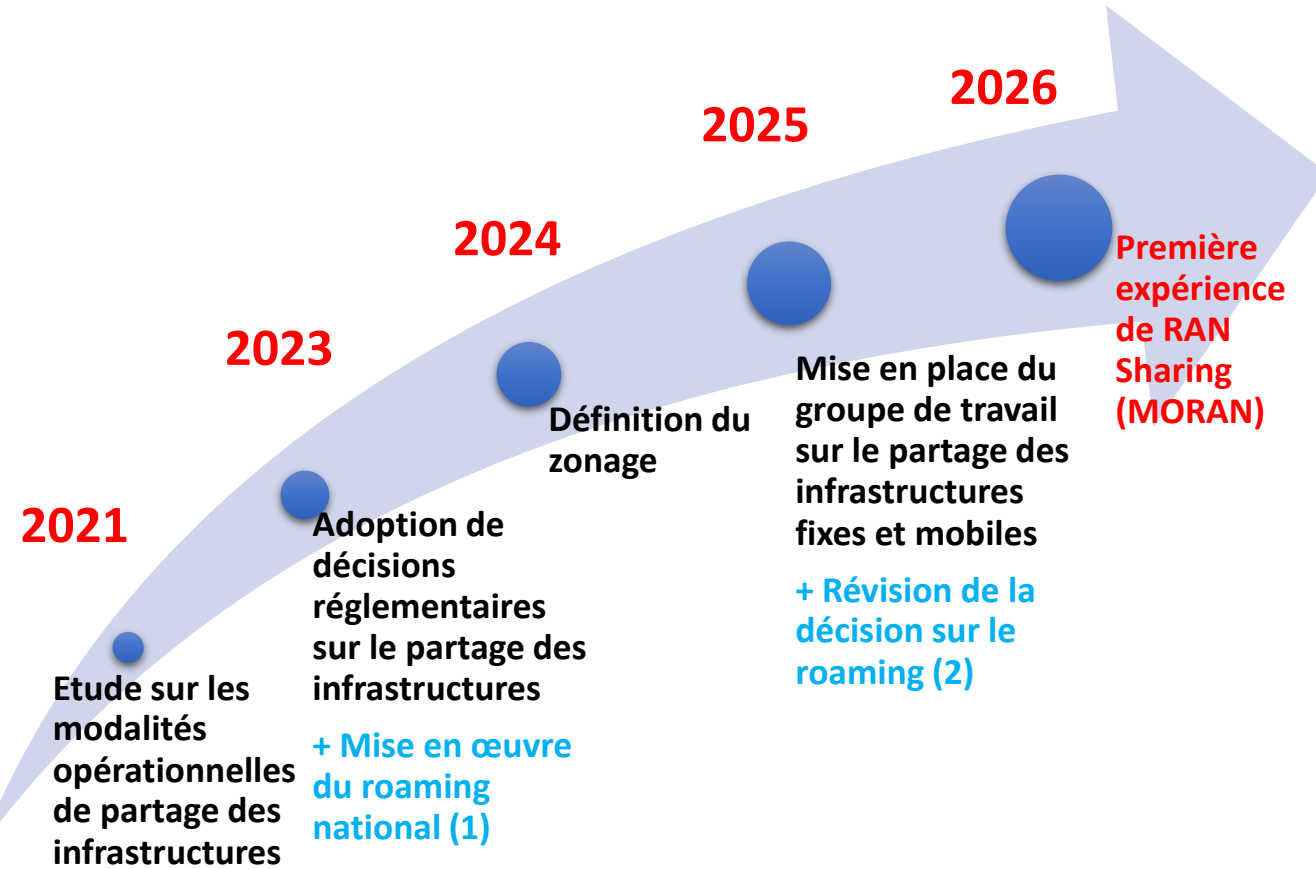 2021
Etude sur les
modalités
opérationnelles
de partage des
infrastructures
2023
Adoption de
décisions
réglementaires
sur le partage des
infrastructures
+ Mise en œuvre
du roaming
national (1)
2024
Définition du
zonage
2025
Mise en place du
groupe de travail
sur le partage des
infrastructures
fixes et mobiles
+ Révision de la
décision sur le
roaming (2)
2026
Première
expérience
de RAN
Sharing
(MORAN)